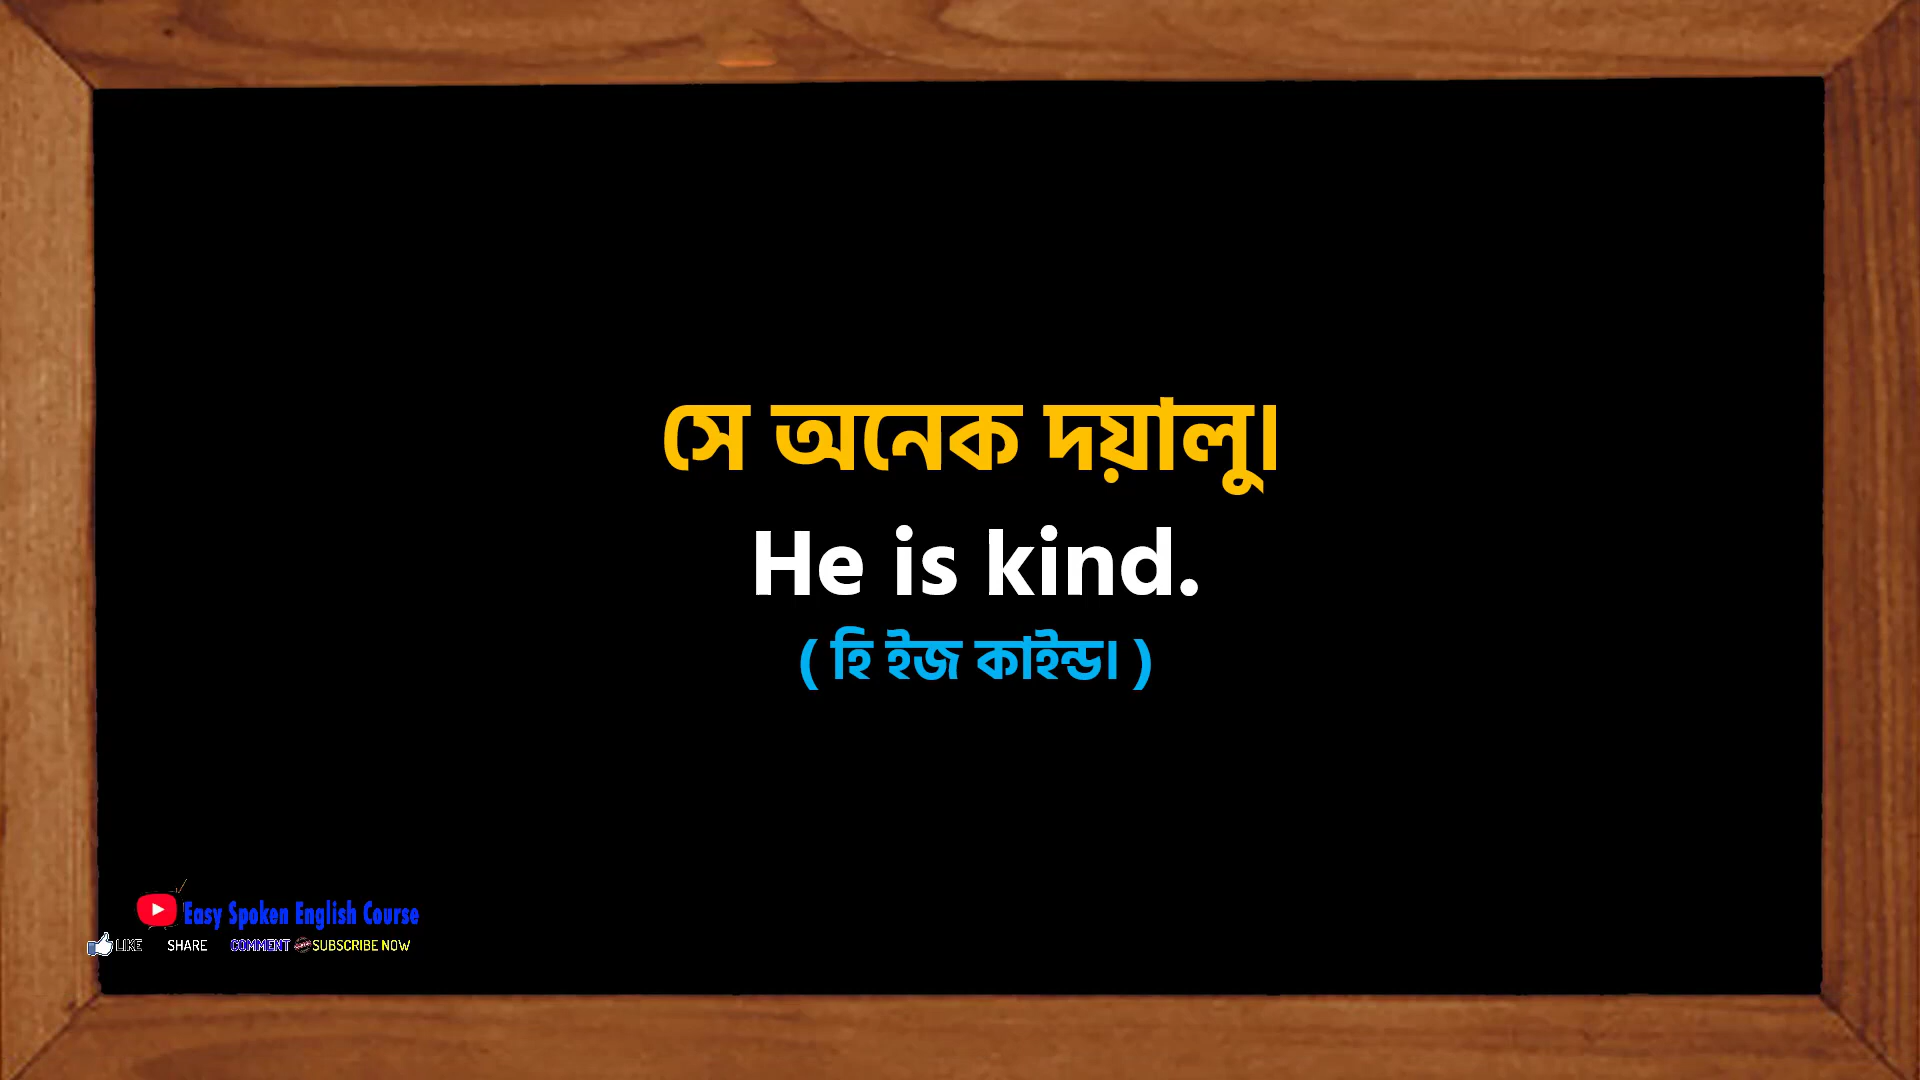 সে অনেক দয়ালু।
He is kind.
( হি ইজ কাইন্ড। )
Easy Spoken English Course
LIKE SHARE COMMENT SUBSCRIBE NOW